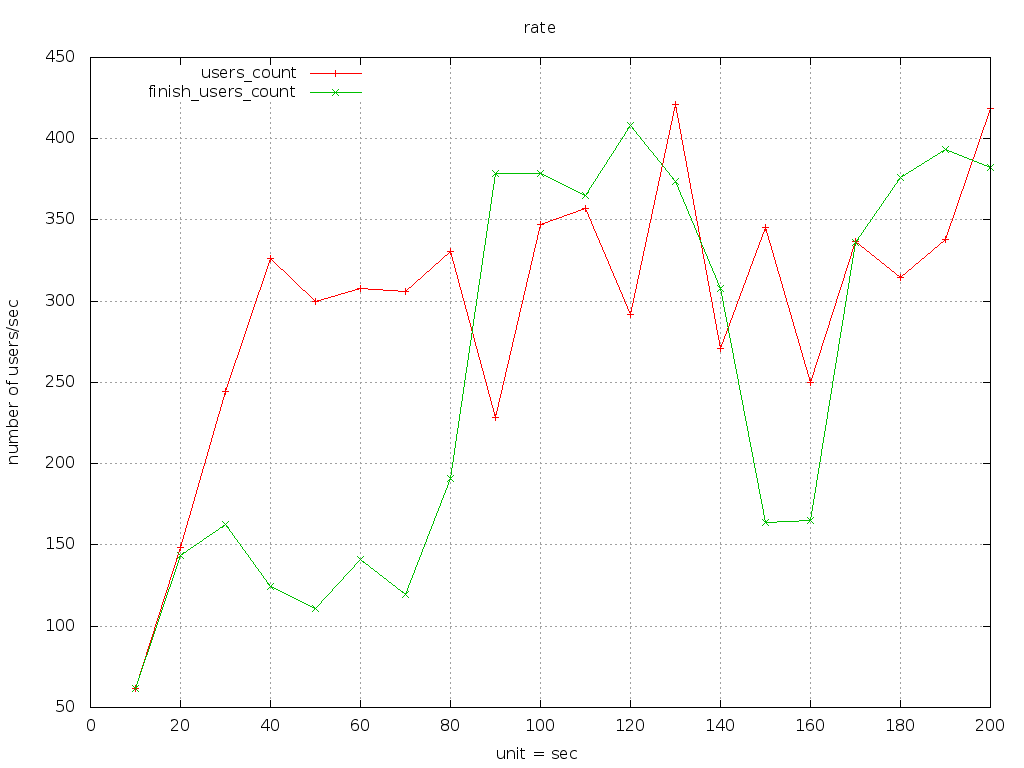 rate
450
400
350
300
250
200
150
100
50
number of users/sec
users_count
finish_users_count
0 20 40 60 80 100 120 140 160 180 200
unit = sec